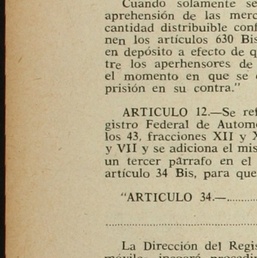 Cuando solamente se
aprehensión de las merc
cantidad distribuible conf
nen los artículos 630 Bis
en depósito a efecto de q
tre los aperhensores de
el momento en que se d
prisión en su contra."
ARTICULO 12.—Se ref
gistro Federal de Automó
los 43, fracciones XII y X
y VII y se adiciona el mis
un tercer párrafo en el
artículo 34 Bis, para que
"ARTICULO 34.—
La Dirección del Regis